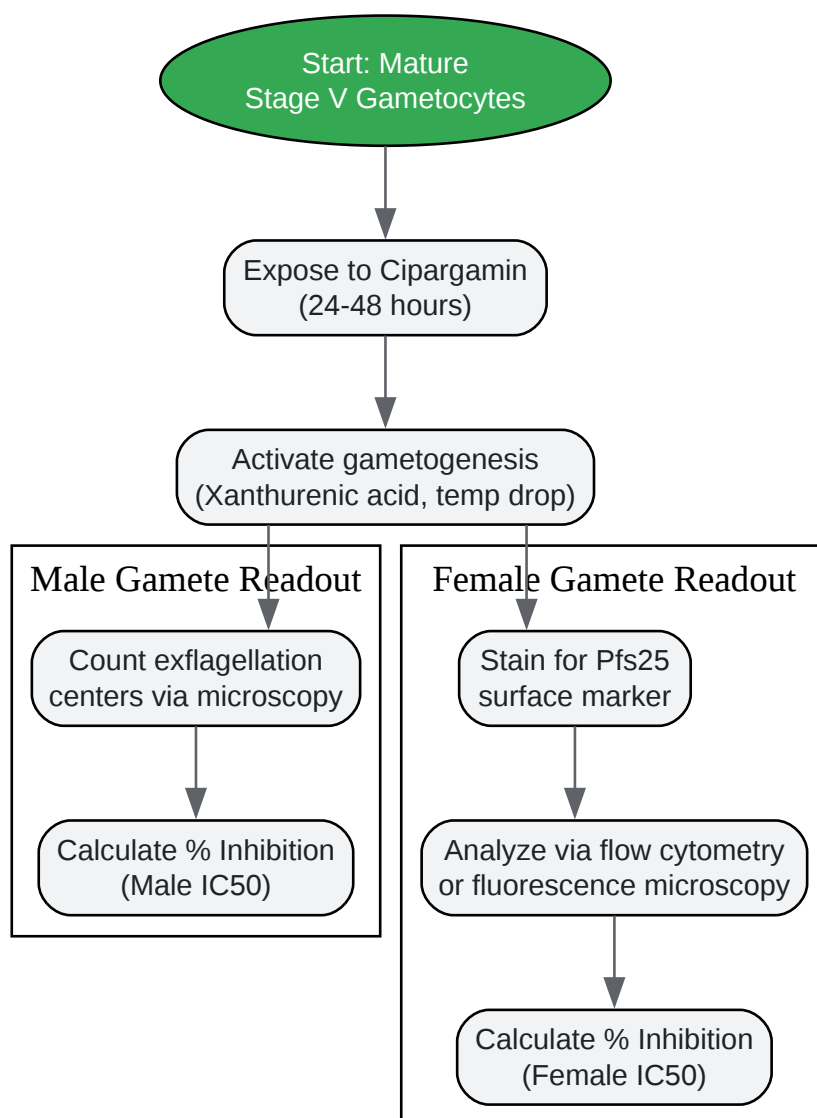 Start: Mature
Stage V Gametocytes
Expose to Cipargamin
(24-48 hours)
Activate gametogenesis
(Xanthurenic acid, temp drop)
Male Gamete Readout
Count exflagellation
centers via microscopy
Calculate % Inhibition
(Male IC50)
Female Gamete Readout
Stain for Pfs25
surface marker
Analyze via flow cytometry
or fluorescence microscopy
Calculate % Inhibition
(Female IC50)